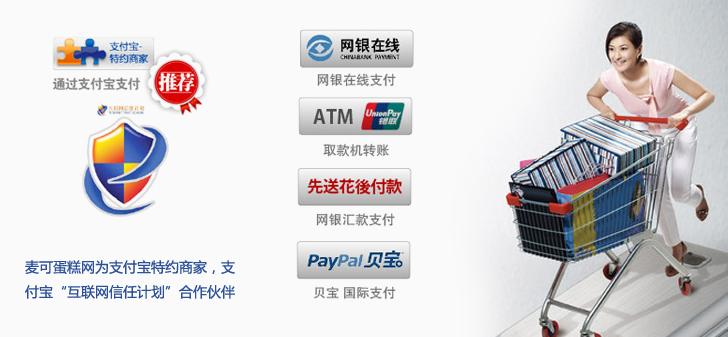 支付宝-
特约商家
通过支付宝支付
推荐
麦可蛋糕网为支付宝特约商家，支
付宝“互联网信任计划”合作伙伴
网银在线
CHINABANK PAYMENT
网银在线支付
ATM
UnionPay
银联
取款机转账
先送花後付款
网银汇款支付
PayPal 贝宝
贝宝 国际支付